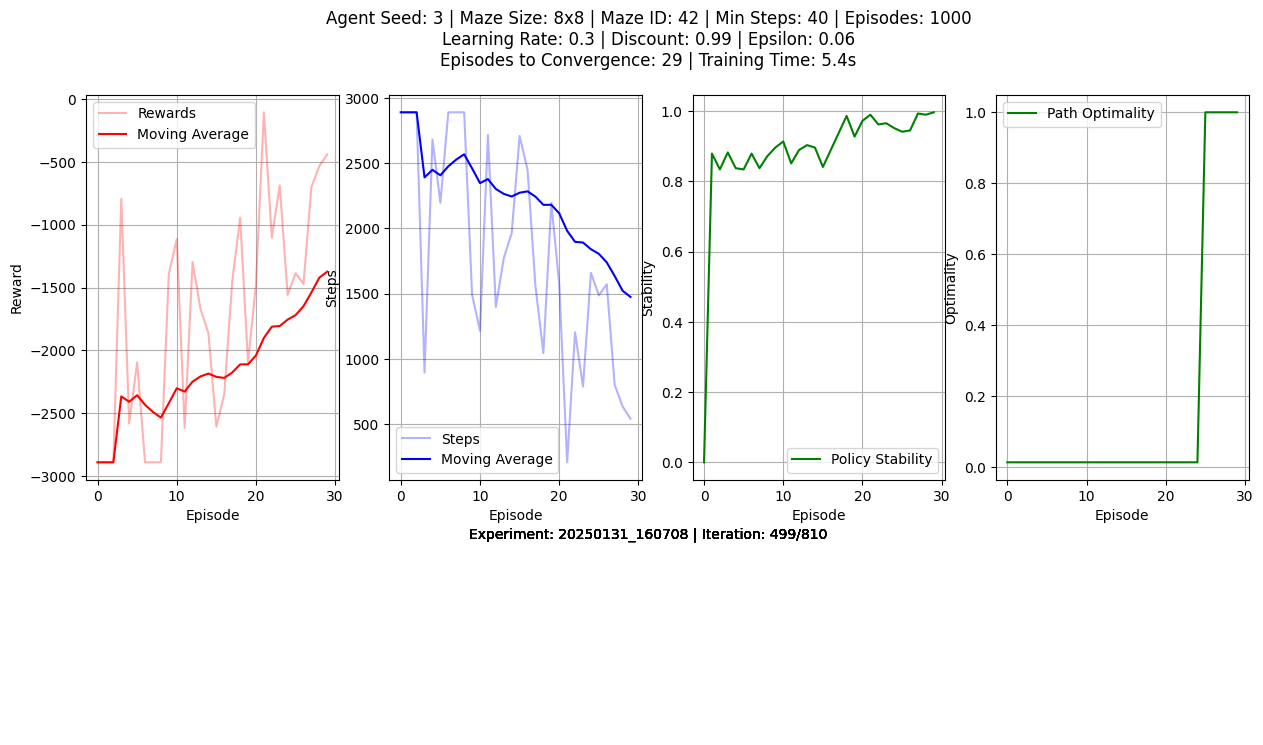 Agent Seed: 3 | Maze Size: 8x8 | Maze ID: 42 | Min Steps: 40 | Episodes: 1000
Learning Rate: 0.3 | Discount: 0.99 | Epsilon: 0.06
Episodes to Convergence: 29 | Training Time: 5.4s
Reward
0
−500
−1000
−1500
−2000
−2500
−3000
Rewards
Moving Average
0
10
20
30
Episode
Steps
3000
2500
2000
1500
1000
500
Steps
Moving Average
0
10
20
30
Episode
Stability
1.0
0.8
0.6
0.4
0.2
0.0
Policy Stability
0
10
20
30
Episode
Optimality
1.0
0.8
0.6
0.4
0.2
0.0
Path Optimality
0
10
20
30
Episode
Experiment: 20250131_160708 | Iteration: 499/810